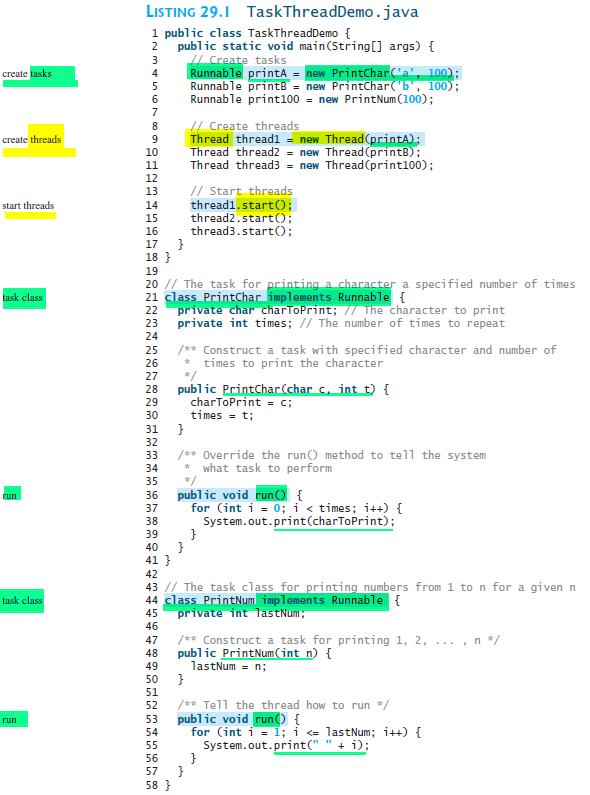 LISTING 29.1 TaskThreadDemo.java
1 public class TaskThreadDemo {
2 public static void main(String[] args) {
3 // Create tasks
create tasks 4 Runnable printA = new PrintChar('a', 100);
5 Runnable printB = new PrintChar('b', 100);
6 Runnable print100 = new PrintNum(100);
7
8 // Create threads
create threads 9 Thread thread1 = new Thread(printA);
10 Thread thread2 = new Thread(printB);
11 Thread thread3 = new Thread(print100);
12
13 // Start threads
start threads 14 thread1.start();
15 thread2.start();
16 thread3.start();
17 }
18 }
19
20 // The task for printing a character a specified number of times
task class 21 class PrintChar implements Runnable {
22 private char charToPrint; // The character to print
23 private int times; // The number of times to repeat
24
25 /** Construct a task with specified character and number of
26 * times to print the character
27 */
28 public PrintChar(char c, int t) {
29 charToPrint = c;
30 times = t;
31 }
32
33 /** Override the run() method to tell the system
34 * what task to perform
35 */
run 36 public void run() {
37 for (int i = 0; i < times; i++) {
38 System.out.print(charToPrint);
39 }
40 }
41 }
42
43 // The task class for printing numbers from 1 to n for a given n
task class 44 class PrintNum implements Runnable {
45 private int lastNum;
46
47 /** Construct a task for printing 1, 2, ... , n */
48 public PrintNum(int n) {
49 lastNum = n;
50 }
51
52 /** Tell the thread how to run */
run 53 public void run() {
54 for (int i = 1; i <= lastNum; i++) {
55 System.out.print(" " + i);
56 }
57 }
58 }